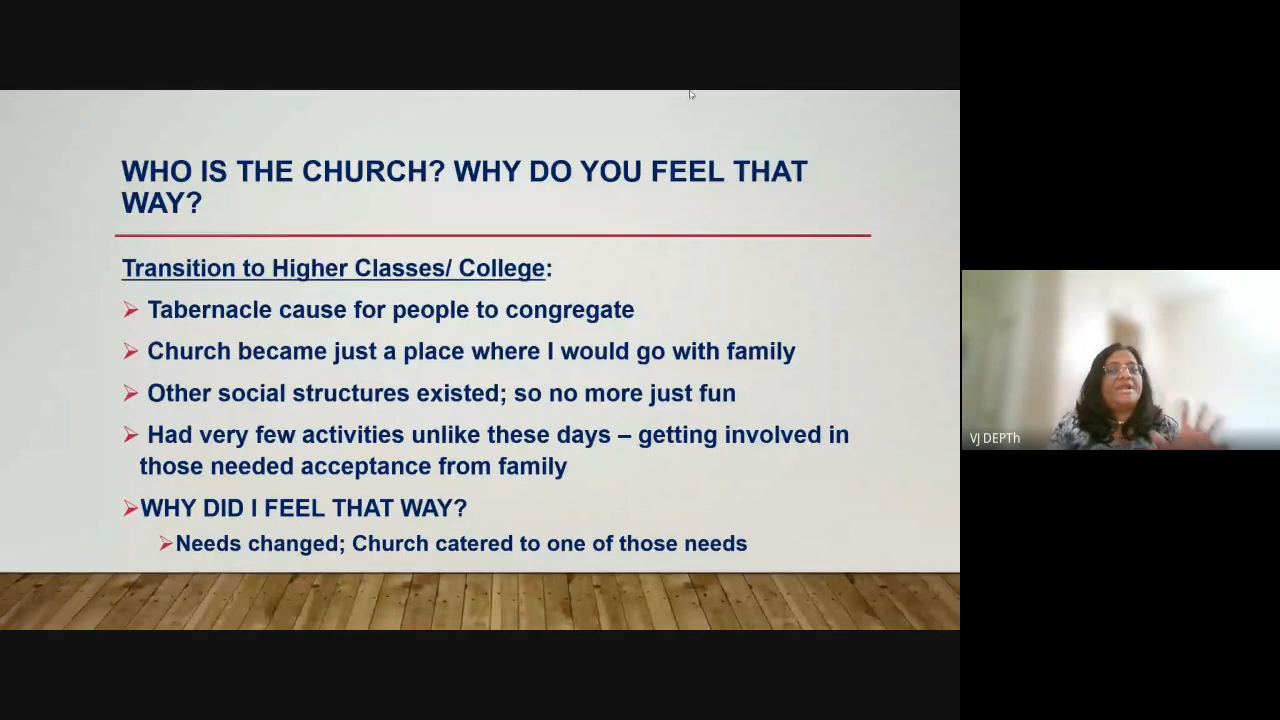 WHO IS THE CHURCH? WHY DO YOU FEEL THAT
WAY?
Transition to Higher Classes/ College:
➢ Tabernacle cause for people to congregate
➢ Church became just a place where I would go with family
➢ Other social structures existed; so no more just fun
➢ Had very few activities unlike these days – getting involved in
those needed acceptance from family
➢WHY DID I FEEL THAT WAY?
➢Needs changed; Church catered to one of those needs
VJ DEPTh